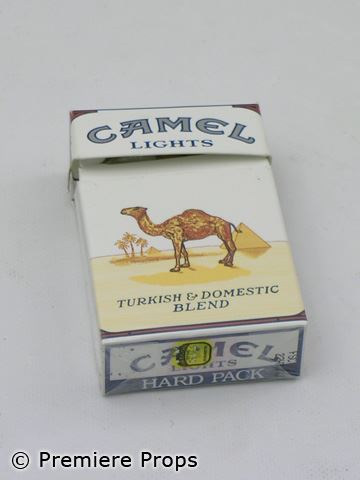 CAMEL
LIGHTS
TURKISH & DOMESTIC
BLEND
CAMEL
LIGHTS
HARD PACK
© Premiere Props